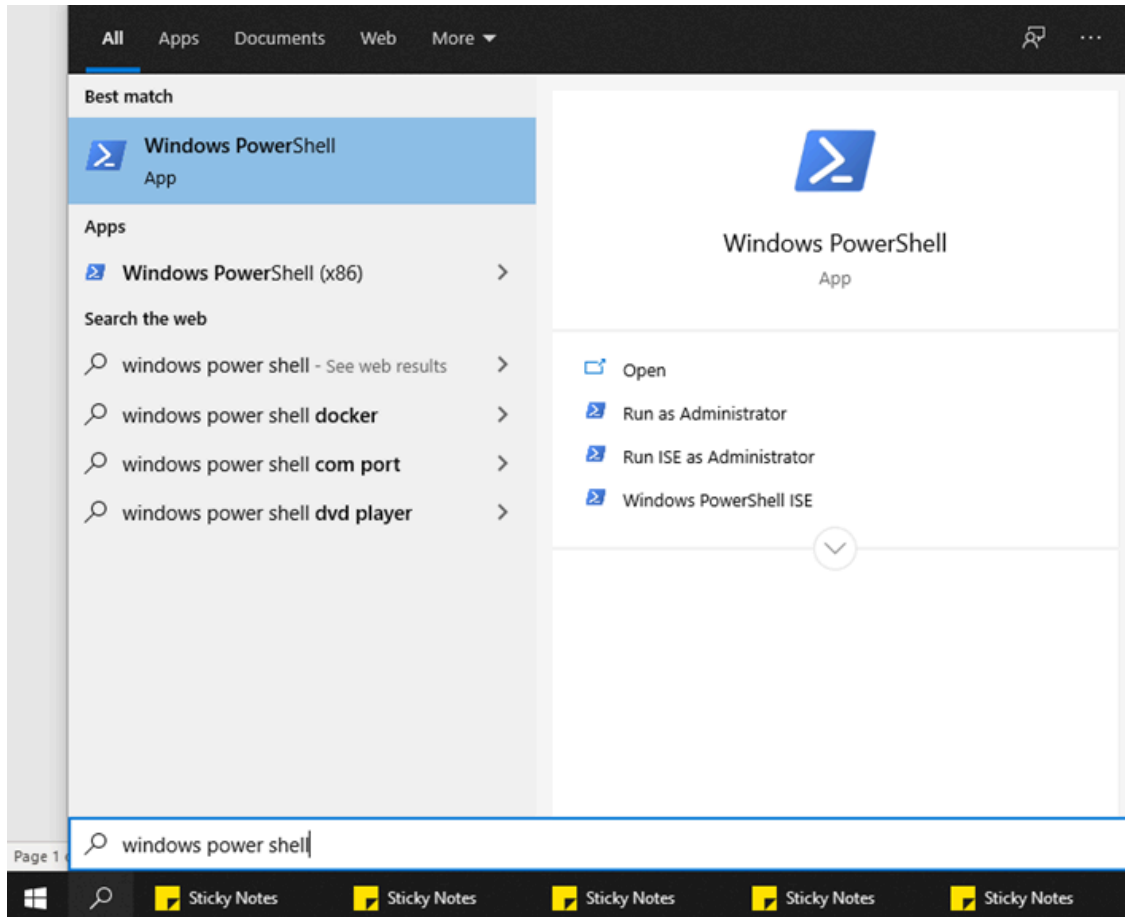 All Apps Documents Web More
Best match
Windows PowerShell
App
Apps
Windows PowerShell (x86)
Search the web
windows power shell - See web results
windows power shell docker
windows power shell com port
windows power shell dvd player
Windows PowerShell
App
Open
Run as Administrator
Run ISE as Administrator
Windows PowerShell ISE
windows power shell
Page 1
Sticky Notes Sticky Notes Sticky Notes Sticky Notes Sticky Notes